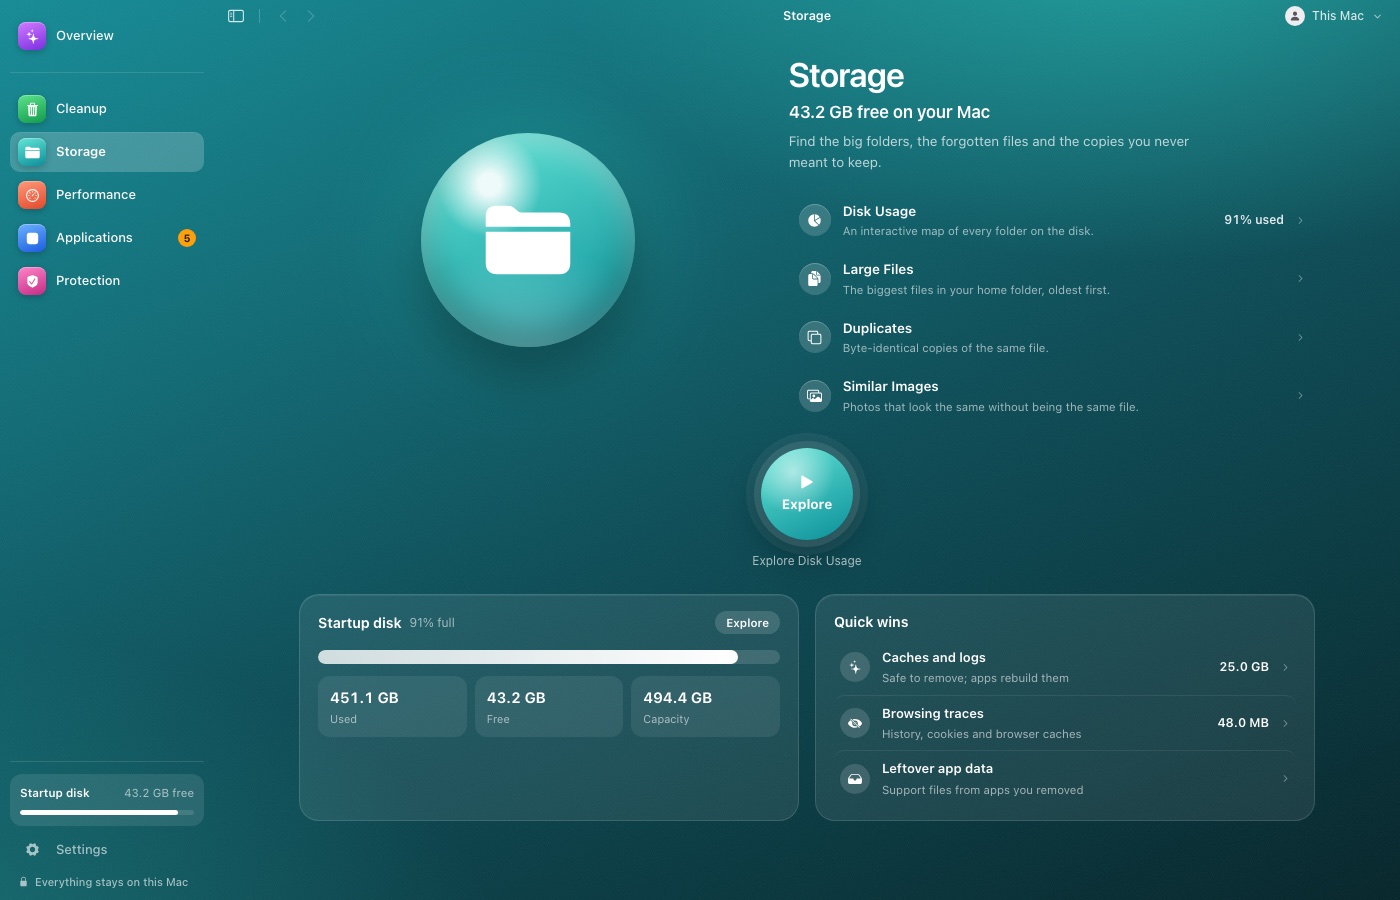 Overview
Cleanup
Storage
Performance
Applications 5
Protection
Startup disk 43.2 GB free
Settings
Everything stays on this Mac
Storage
This Mac
Storage
43.2 GB free on your Mac
Find the big folders, the forgotten files and the copies you never
meant to keep.
Disk Usage
An interactive map of every folder on the disk.
91% used
Large Files
The biggest files in your home folder, oldest first.
Duplicates
Byte-identical copies of the same file.
Similar Images
Photos that look the same without being the same file.
Explore
Explore Disk Usage
Startup disk 91% full
Explore
451.1 GB
Used
43.2 GB
Free
494.4 GB
Capacity
Quick wins
Caches and logs
Safe to remove; apps rebuild them
25.0 GB
Browsing traces
History, cookies and browser caches
48.0 MB
Leftover app data
Support files from apps you removed